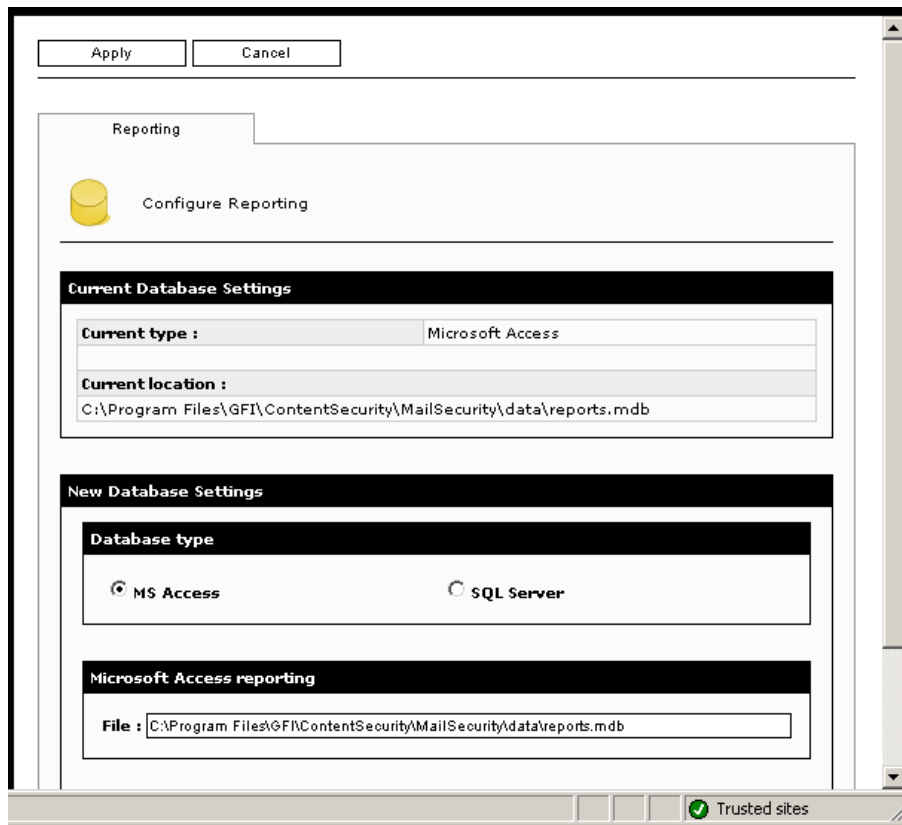 Apply Cancel
Reporting
Configure Reporting
Current Database Settings
Current type : Microsoft Access
Current location :
C:\Program Files\GFI\ContentSecurity\MailSecurity\data\reports.mdb
New Database Settings
Database type
MS Access SQL Server
Microsoft Access reporting
File : C:\Program Files\GFI\ContentSecurity\MailSecurity\data\reports.mdb
Trusted sites